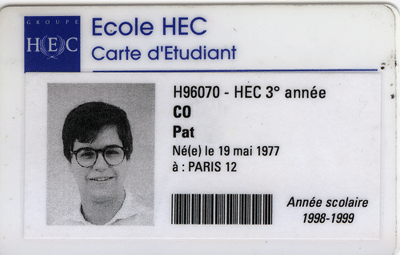 GROUPE
HEC
Ecole HEC
Carte d'Etudiant
H96070 - HEC 3° année
CO
Pat
Né(e) le 19 mai 1977
à : PARIS 12
Année scolaire
1998-1999